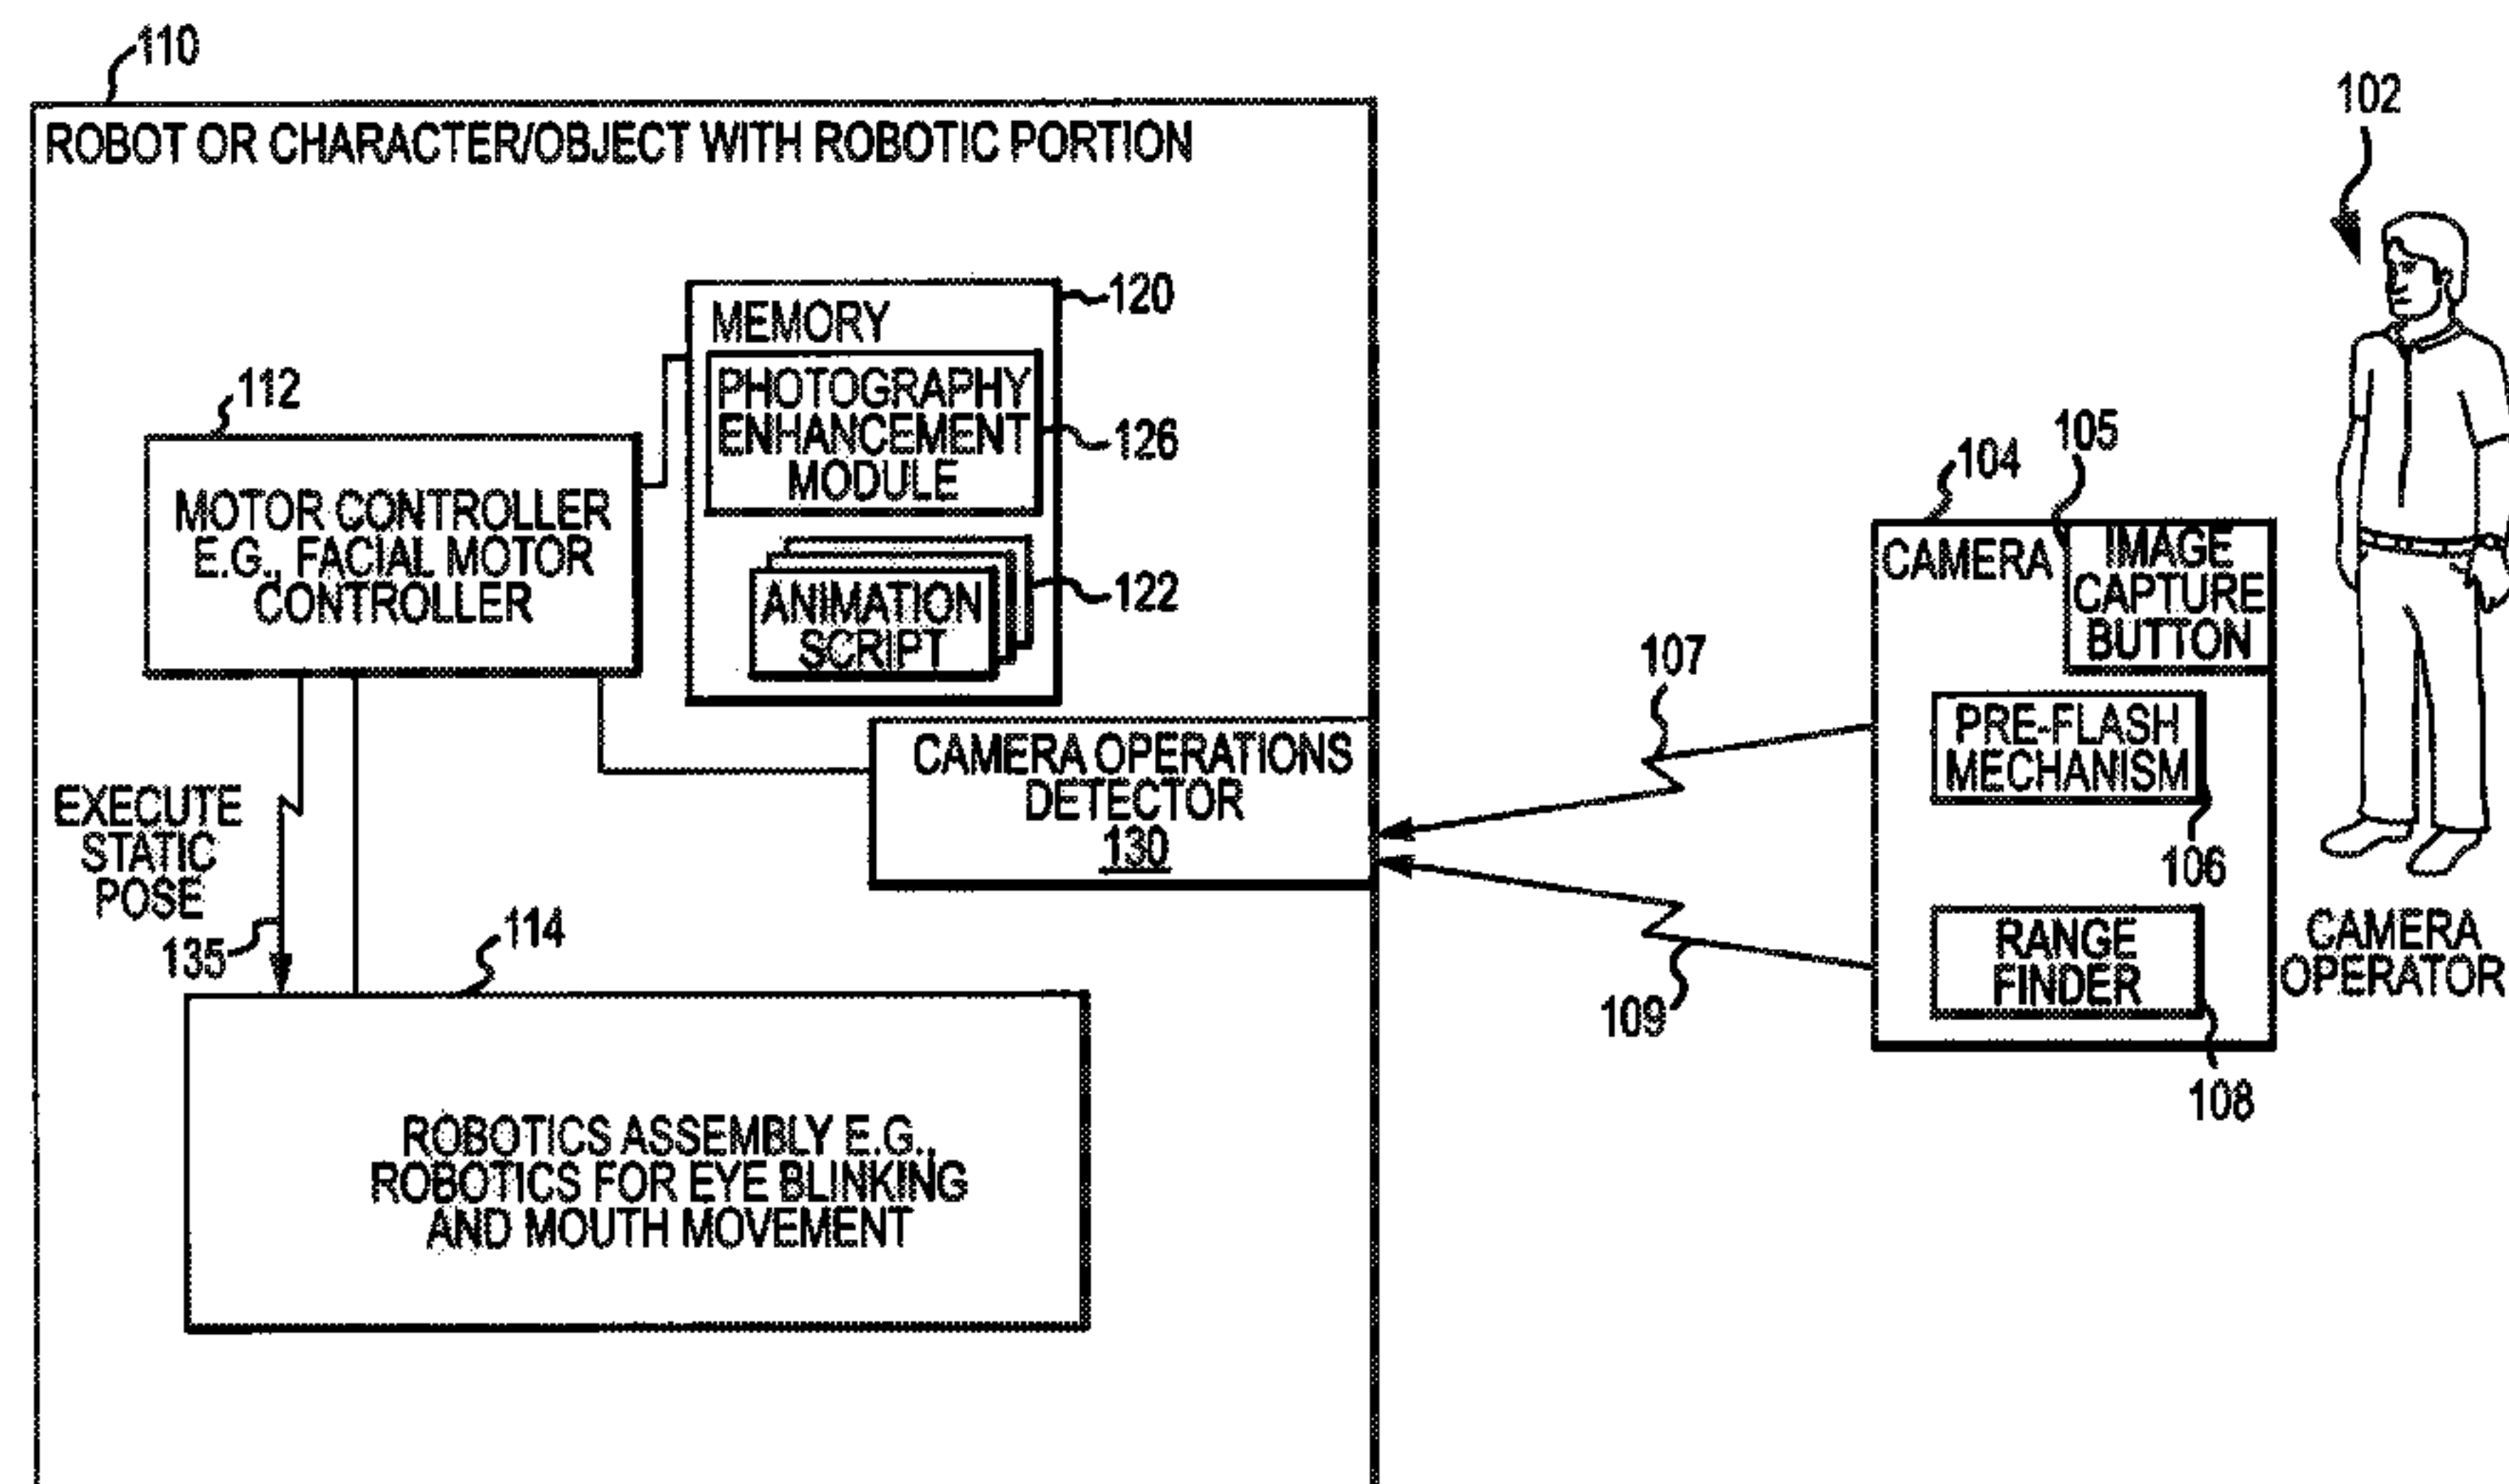 110
ROBOT OR CHARACTER/OBJECT WITH ROBOTIC PORTION
102
120
MEMORY
PHOTOGRAPHY
ENHANCEMENT
MODULE
126
ANIMATION
SCRIPT
122
112
MOTOR CONTROLLER
E.G., FACIAL MOTOR
CONTROLLER
CAMERA OPERATIONS
DETECTOR
130
EXECUTE
STATIC
POSE
135
114
ROBOTICS ASSEMBLY E.G.,
ROBOTICS FOR EYE BLINKING
AND MOUTH MOVEMENT
107
109
104
105
CAMERA
IMAGE
CAPTURE
BUTTON
PRE-FLASH
MECHANISM
106
RANGE
FINDER
108
CAMERA
OPERATOR